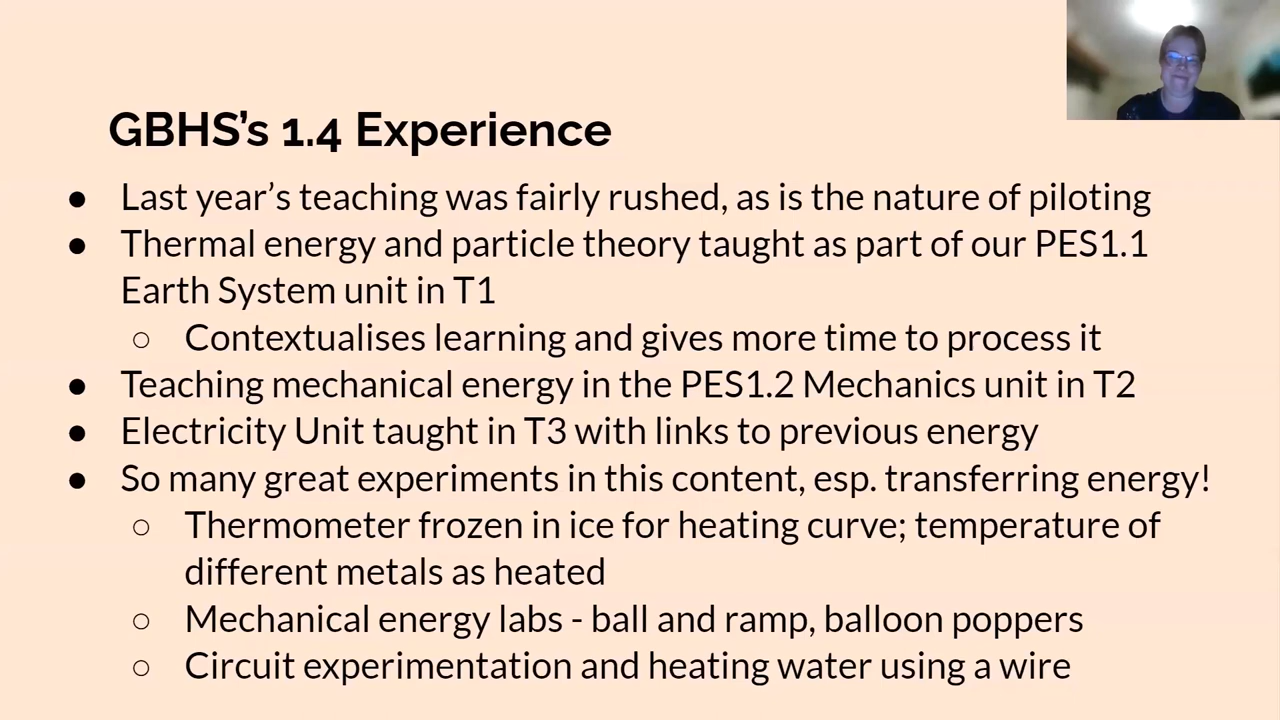 GBHS's 1.4 Experience
● Last year's teaching was fairly rushed, as is the nature of piloting
● Thermal energy and particle theory taught as part of our PES1.1
Earth System unit in T1
○ Contextualises learning and gives more time to process it
● Teaching mechanical energy in the PES1.2 Mechanics unit in T2
● Electricity Unit taught in T3 with links to previous energy
● So many great experiments in this content, esp. transferring energy!
○ Thermometer frozen in ice for heating curve; temperature of
different metals as heated
○ Mechanical energy labs - ball and ramp, balloon poppers
○ Circuit experimentation and heating water using a wire